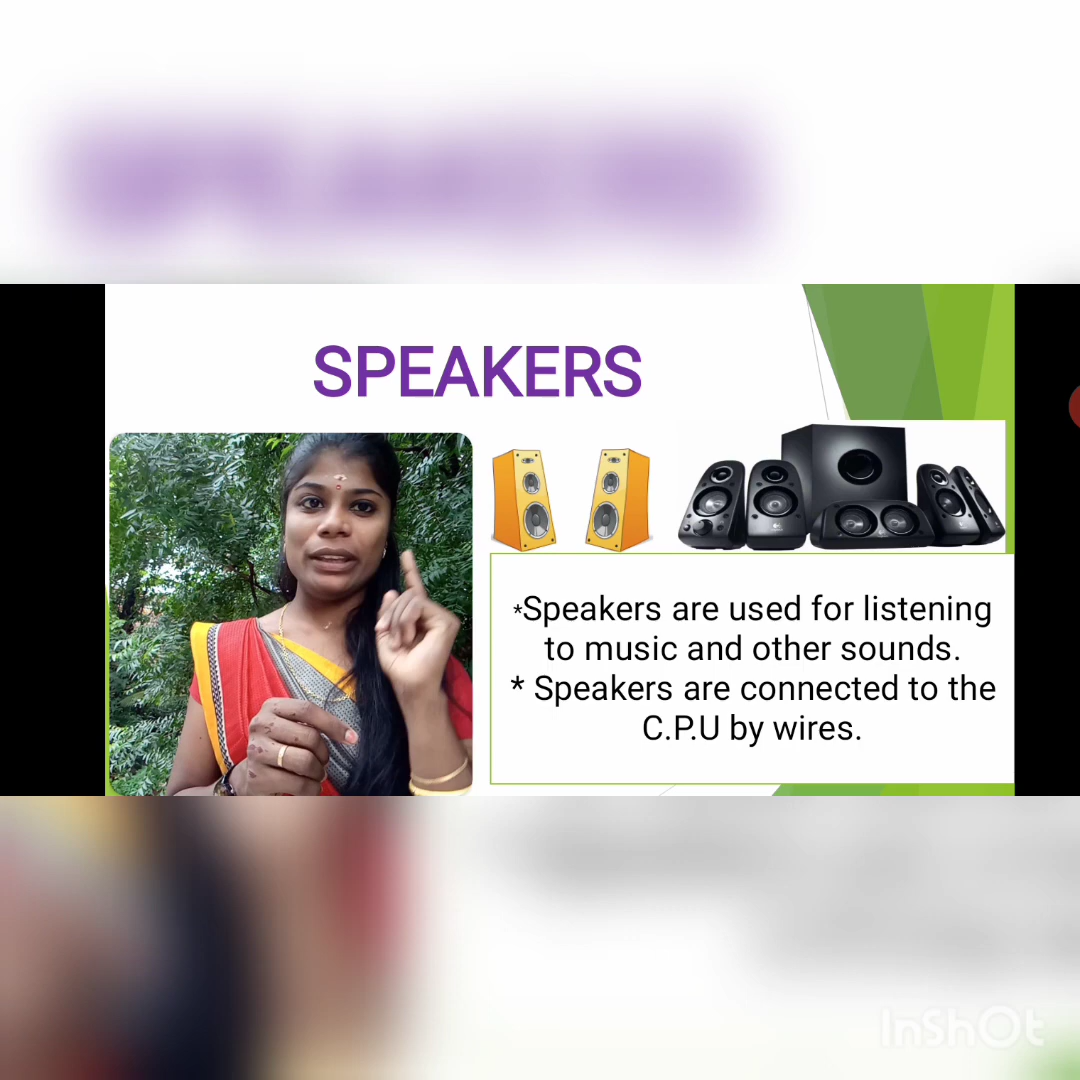 SPEAKERS
*Speakers are used for listening
to music and other sounds.
* Speakers are connected to the
C.P.U by wires.
InShOt